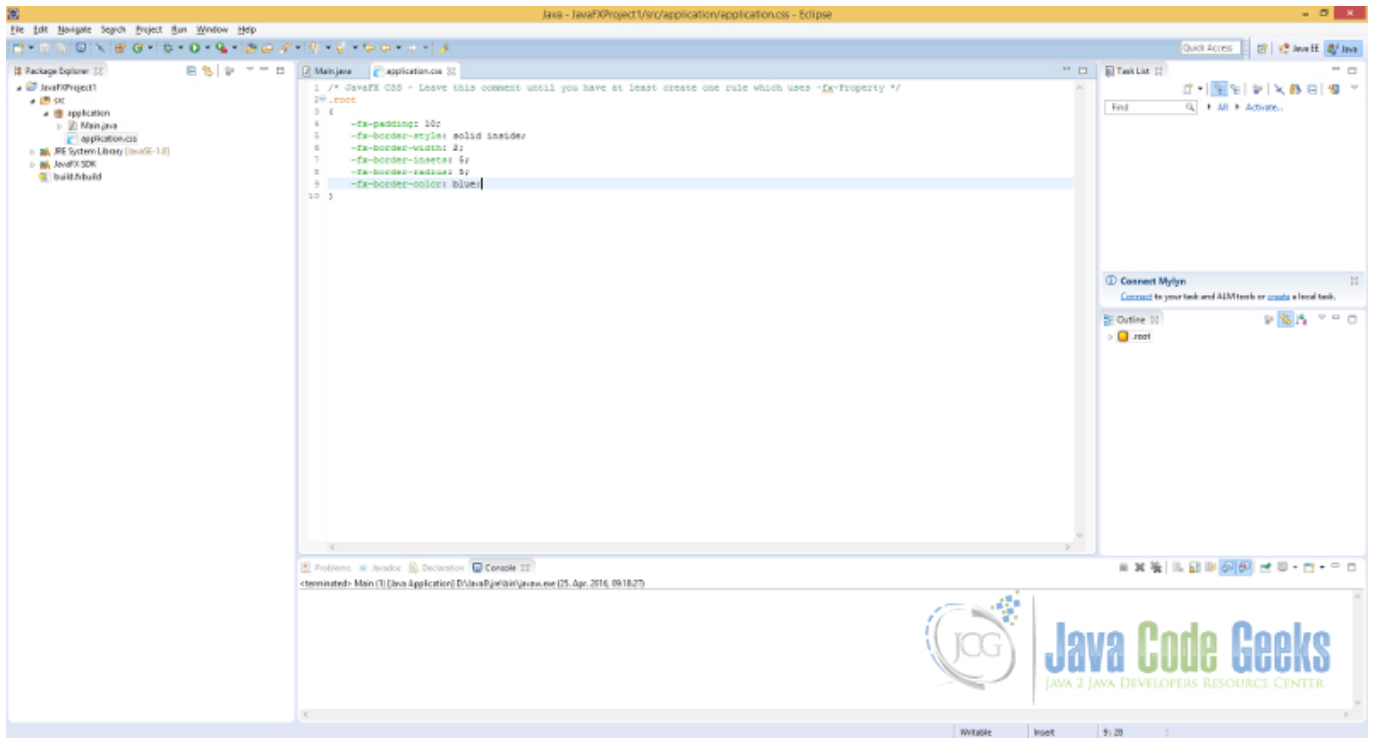 Java - JavaFXProject1/src/application/application.css - Eclipse
File Edit Navigate Search Project Run Window Help
Quick Access Java EE Java
Package Explorer
JavaFXProject1
src
application
Main.java
application.css
JRE System Library [JavaSE-1.8]
JavaFX SDK
build.fxbuild
Main.java application.css
1 /* JavaFX CSS - Leave this comment until you have at least create one rule which uses -fx-Property */
2 .root
3 {
4 -fx-padding: 10;
5 -fx-border-style: solid inside;
6 -fx-border-width: 2;
7 -fx-border-insets: 5;
8 -fx-border-radius: 5;
9 -fx-border-color: blue;
10 }
Task List
Find All Activate...
Connect Mylyn
Connect to your task and ALM tools or create a local task.
Outline
.root
Problems Javadoc Declaration Console
<terminated> Main (1) [Java Application] D:\Java8\jre\bin\javaw.exe (25. Apr. 2016, 09:18:27)
JCG
Java Code Geeks
JAVA 2 JAVA DEVELOPERS RESOURCE CENTER
Writable Insert 9 : 28